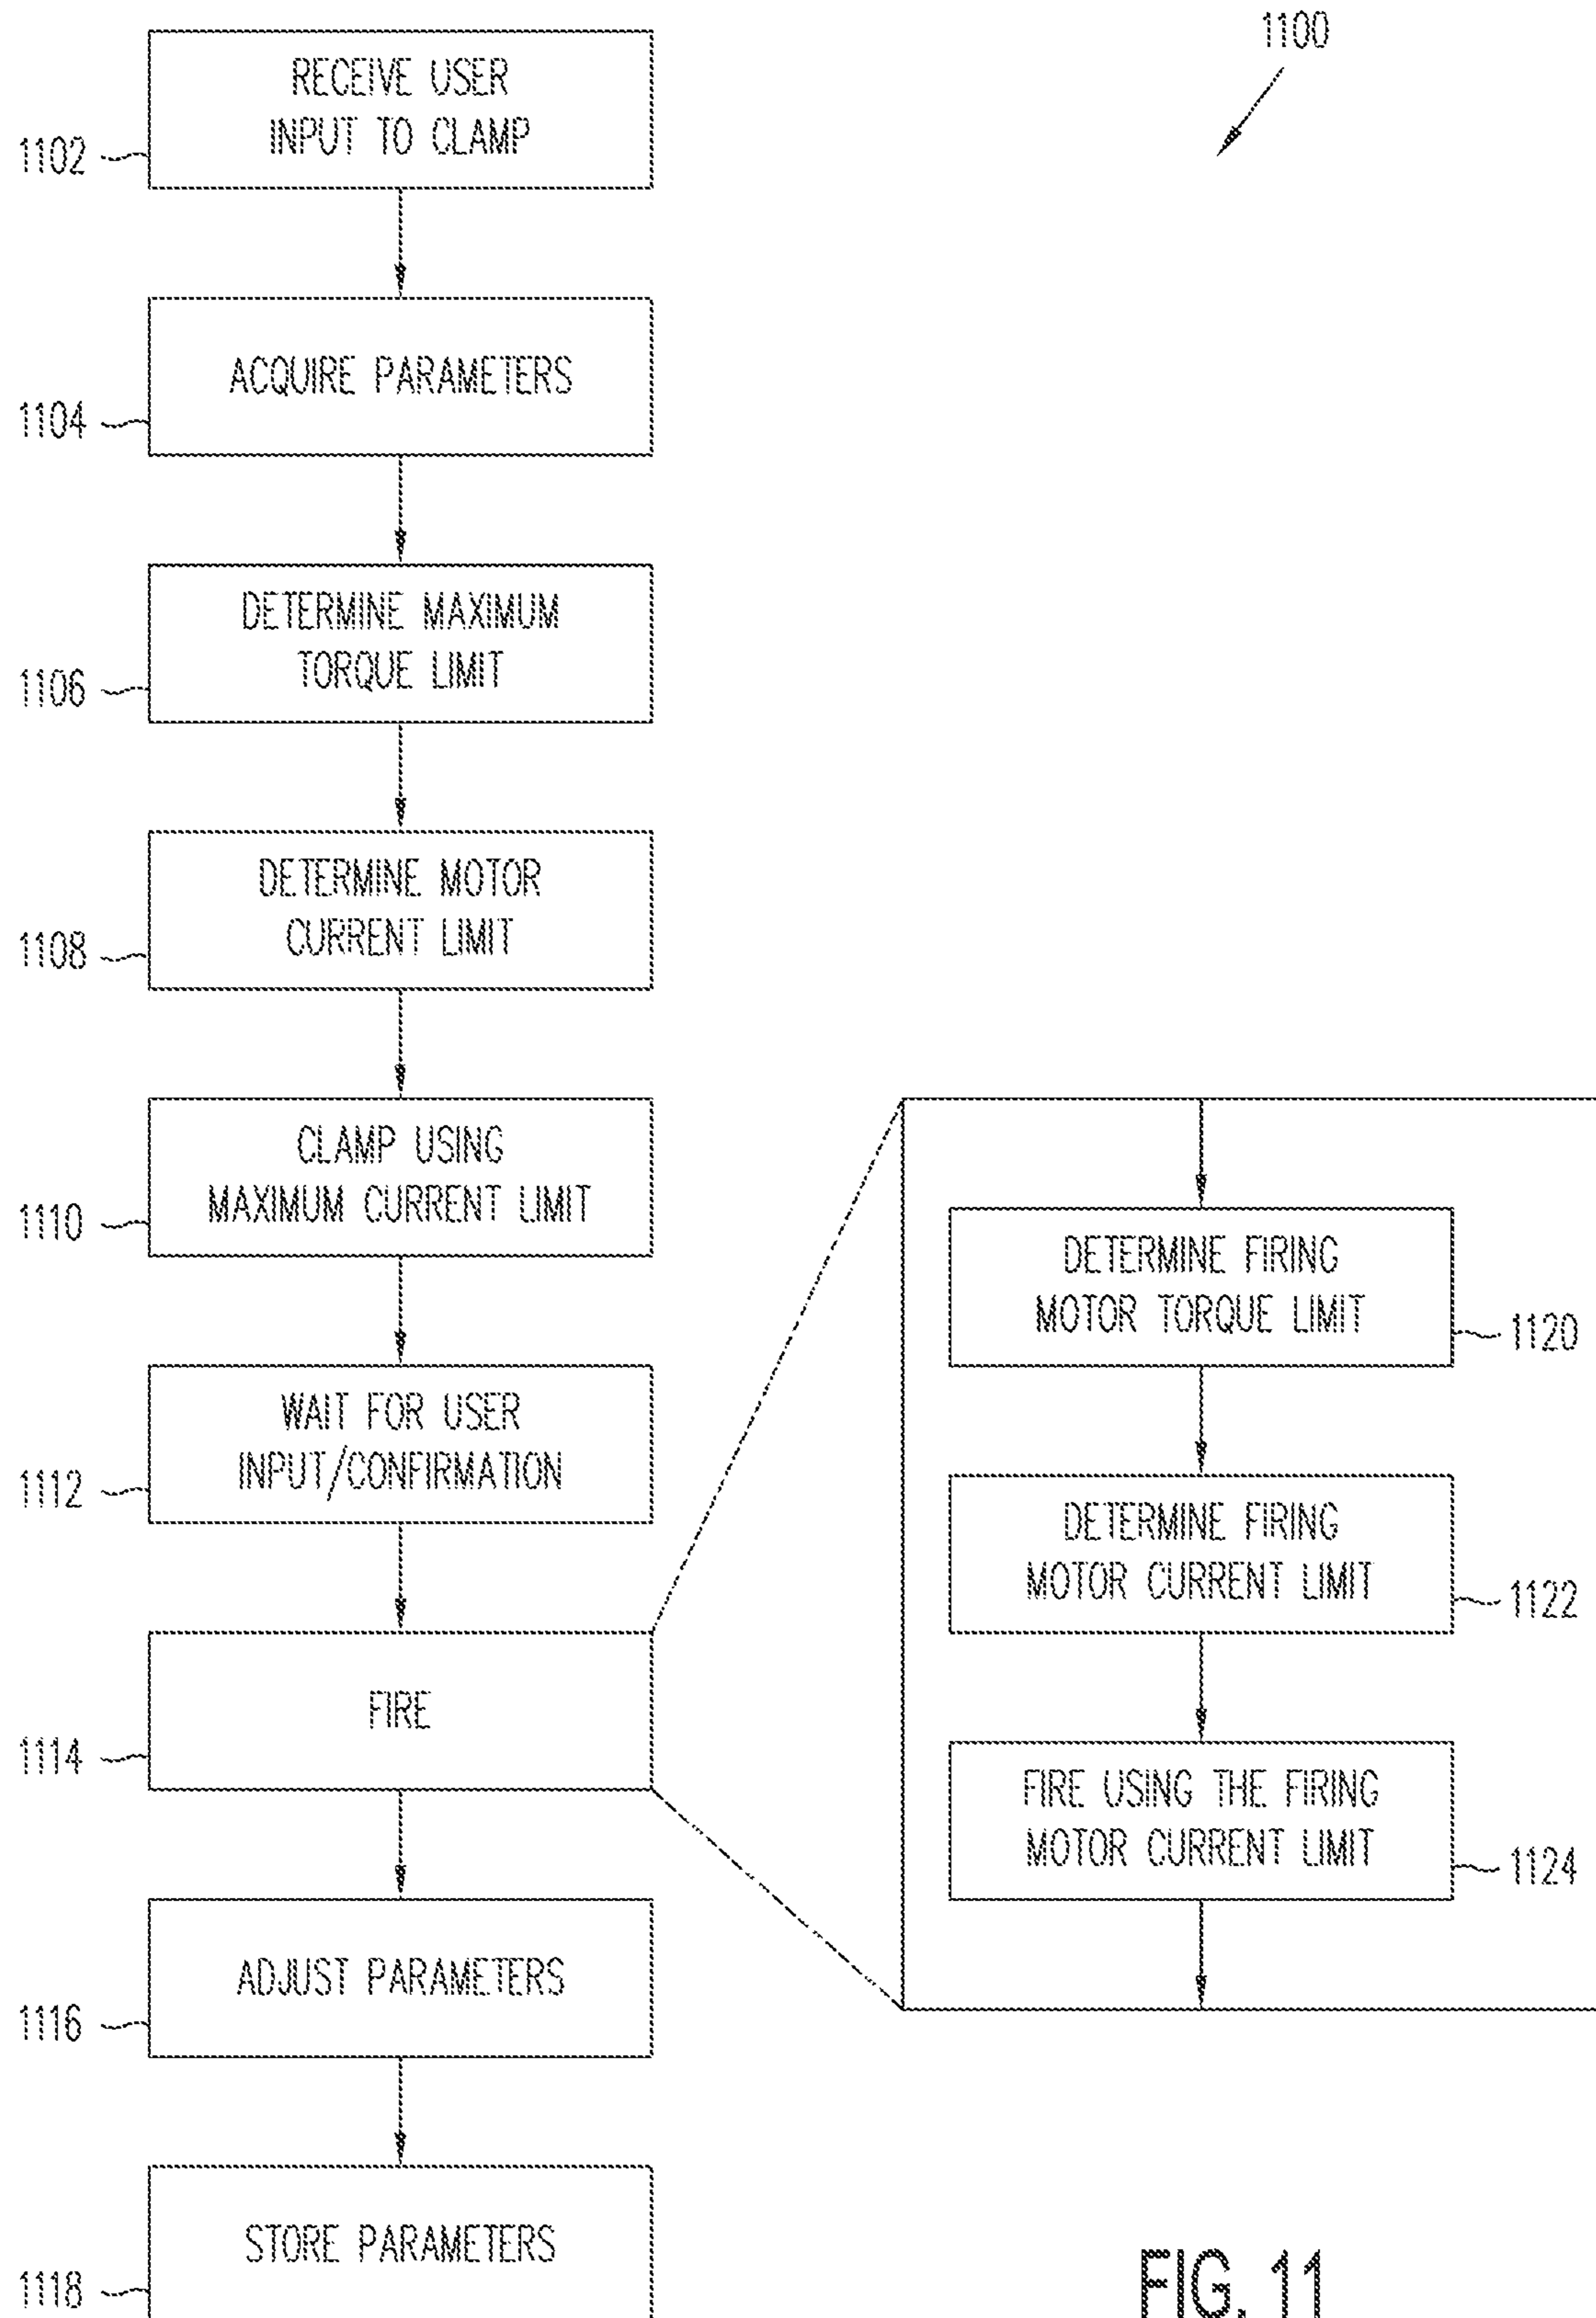 1100
RECEIVE USER
INPUT TO CLAMP
1102
ACQUIRE PARAMETERS
1104
DETERMINE MAXIMUM
TORQUE LIMIT
1106
DETERMINE MOTOR
CURRENT LIMIT
1108
CLAMP USING
MAXIMUM CURRENT LIMIT
1110
WAIT FOR USER
INPUT/CONFIRMATION
1112
FIRE
1114
ADJUST PARAMETERS
1116
STORE PARAMETERS
1118
DETERMINE FIRING
MOTOR TORQUE LIMIT
1120
DETERMINE FIRING
MOTOR CURRENT LIMIT
1122
FIRE USING THE FIRING
MOTOR CURRENT LIMIT
1124
FIG. 11